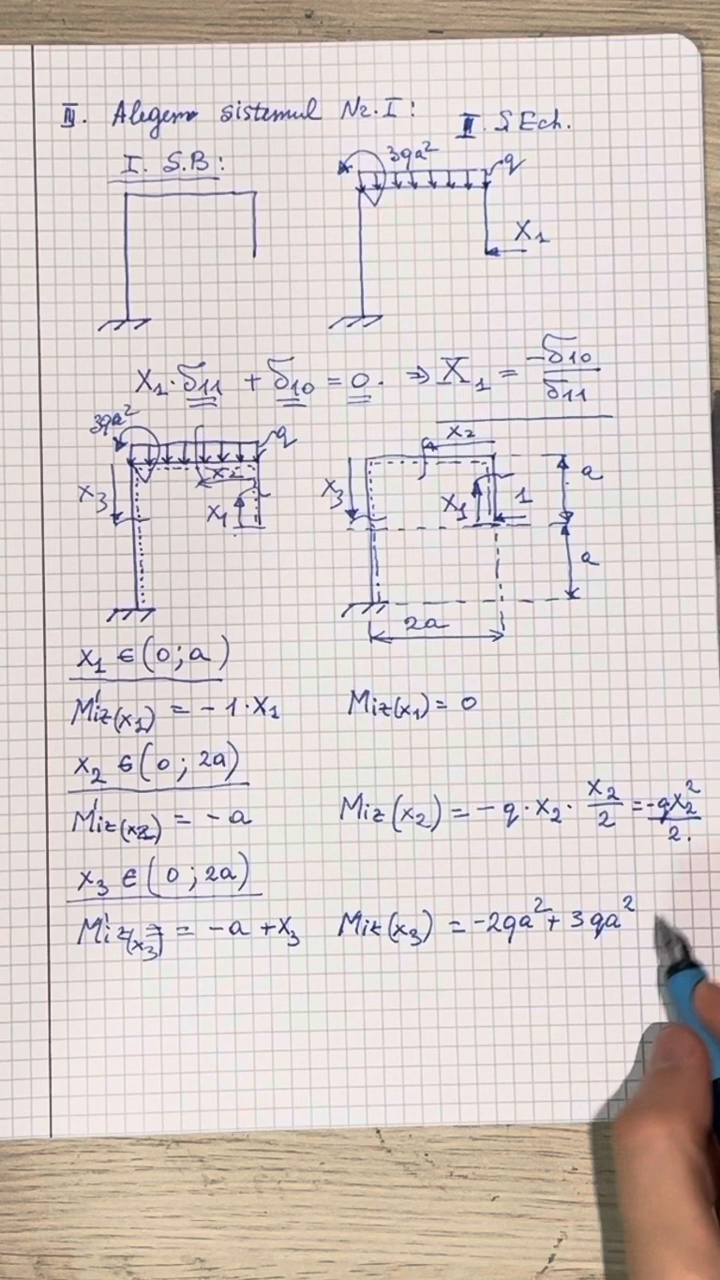 II. Alegem sistemul Nr. I:
I. S.B:
II. S.Ech.
3qa²
q
X₁
X₁·δ₁₁ + δ₁₀ = 0. ⇒ X₁ = -δ₁₀/δ₁₁
3qa²
q
x₂
x₃
x₁
x₂
x₃
x₁
1
a
a
2a
x₁ ∈ (0; a)
M'iz(x₁) = -1·x₁ Miz(x₁) = 0
x₂ ∈ (0; 2a)
M'iz(x₂) = -a Miz(x₂) = -q·x₂·x₂/2 = -qx₂²/2.
x₃ ∈ (0; 2a)
M'iz(x₃) = -a + x₃ Miz(x₃) = -2qa² + 3qa²